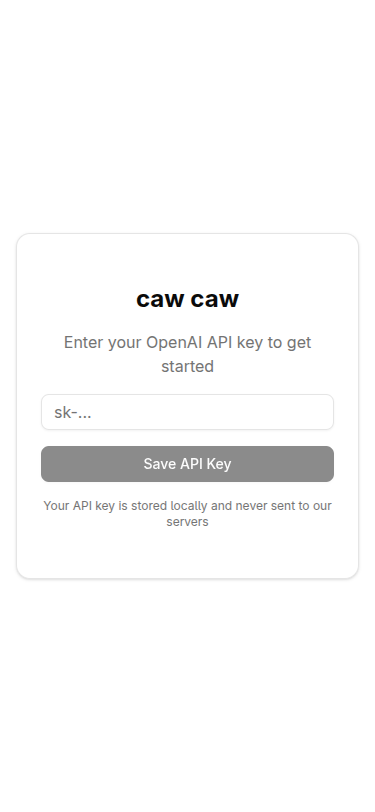 caw caw
Enter your OpenAI API key to get
started
sk-...
Save API Key
Your API key is stored locally and never sent to our
servers